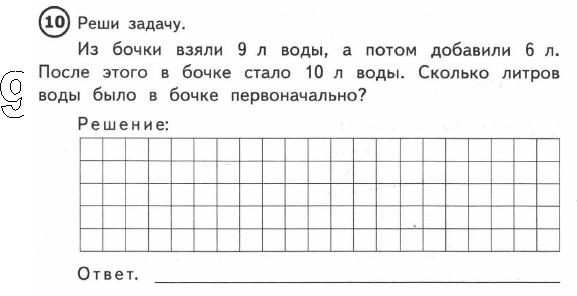 10 Реши задачу.
Из бочки взяли 9 л воды, а потом добавили 6 л.
После этого в бочке стало 10 л воды. Сколько литров
9 воды было в бочке первоначально?
Решение:
Ответ.